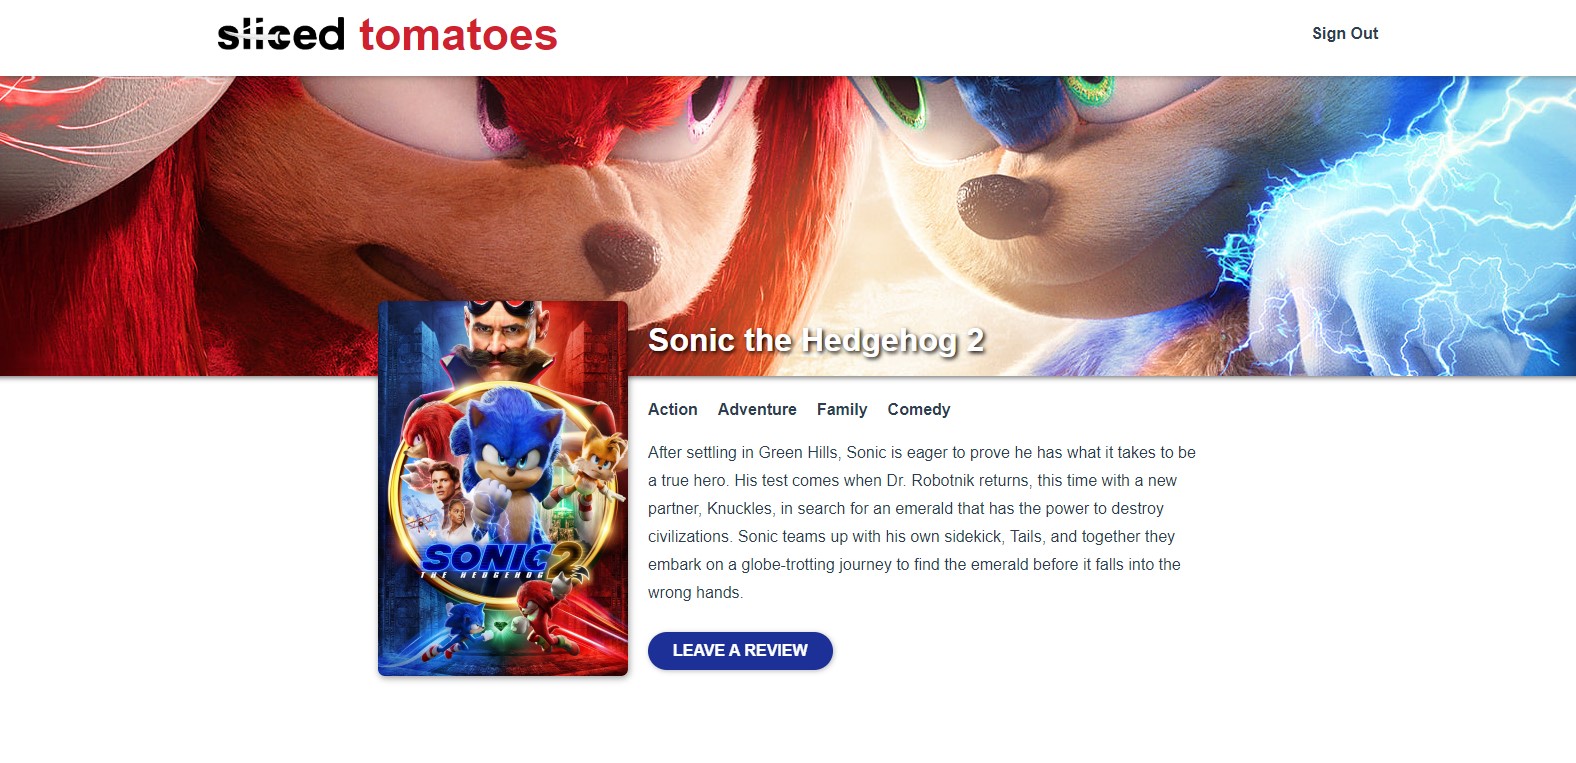 sliced tomatoes
Sign Out
Sonic the Hedgehog 2
Action Adventure Family Comedy
After settling in Green Hills, Sonic is eager to prove he has what it takes to be
a true hero. His test comes when Dr. Robotnik returns, this time with a new
partner, Knuckles, in search for an emerald that has the power to destroy
civilizations. Sonic teams up with his own sidekick, Tails, and together they
embark on a globe-trotting journey to find the emerald before it falls into the
wrong hands.
LEAVE A REVIEW
SONIC 2
THE HEDGEHOG